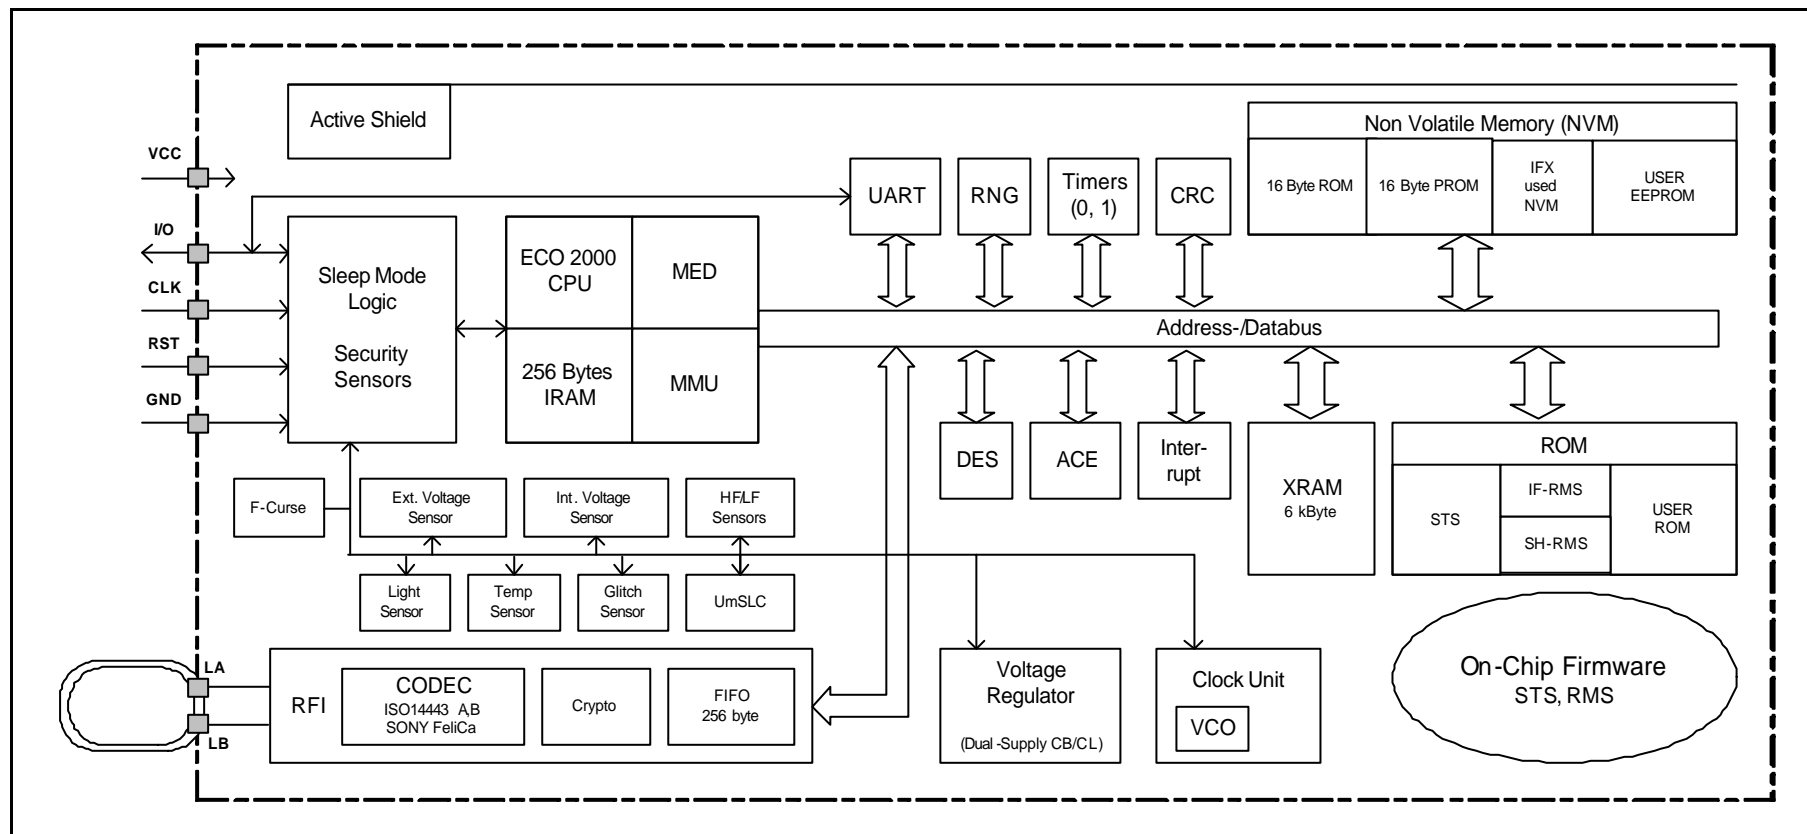 Active Shield
Non Volatile Memory (NVM)
16 Byte ROM
16 Byte PROM
IFX
used
NVM
USER
EEPROM
VCC
I/O
CLK
RST
GND
UART
RNG
Timers
(0, 1)
CRC
Sleep Mode
Logic
Security
Sensors
ECO 2000
CPU
MED
256 Bytes
IRAM
MMU
Address-/Databus
DES
ACE
Inter-
rupt
XRAM
6 kByte
ROM
STS
IF-RMS
SH-RMS
USER
ROM
F-Curse
Ext. Voltage
Sensor
Int. Voltage
Sensor
HF/LF
Sensors
Light
Sensor
Temp
Sensor
Glitch
Sensor
UmSLC
LA
LB
RFI
CODEC
ISO14443 A,B
SONY FeliCa
Crypto
FIFO
256 byte
Voltage
Regulator
(Dual-Supply CB/CL)
Clock Unit
VCO
On-Chip Firmware
STS, RMS